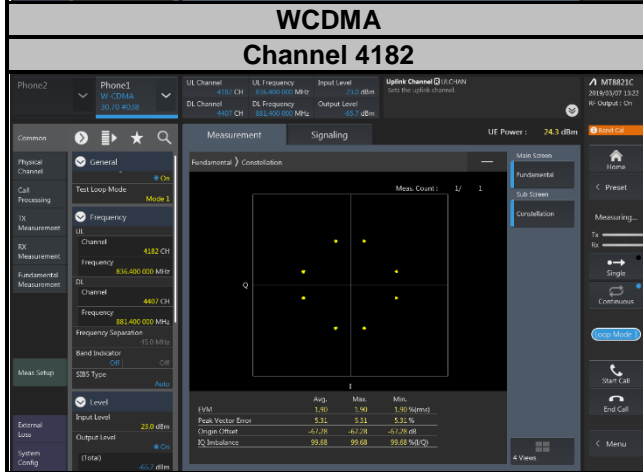 WCDMA
Channel 4182
Phone2
Phone1
W-CDMA
30.70 #038
UL Channel
4182 CH
UL Frequency
836.400 000 MHz
Input Level
23.0 dBm
Uplink Channel ULCHAN
Sets the uplink channel.
DL Channel
4407 CH
DL Frequency
881.400 000 MHz
Output Level
-65.7 dBm
MT8821C
2019/03/07 13:22
RF Output : On
Common
Measurement
Signaling
UE Power : 24.3 dBm
Band Cal
Physical
Channel
Call
Processing
TX
Measurement
RX
Measurement
Fundamental
Measurement
Meas Setup
External
Loss
System
Config
General
On
Test Loop Mode
Mode 1
Frequency
UL
Channel
4182 CH
Frequency
836.400 000 MHz
DL
Channel
4407 CH
Frequency
881.400 000 MHz
Frequency Separation
45.0 MHz
Band Indicator
Off Off
SIB5 Type
Auto
Level
Input Level
23.0 dBm
Output Level
On
(Total)
-65.7 dBm
Fundamental Constellation
Meas. Count : 1/ 1
Q
I
Avg. Max. Min.
EVM 1.90 1.90 1.90 %(rms)
Peak Vector Error 5.31 5.31 5.31 %
Origin Offset -67.28 -67.28 -67.28 dB
IQ Imbalance 99.68 99.68 99.68 %(I/Q)
Main Screen
Fundamental
Sub Screen
Constellation
4 Views
Home
Preset
Measuring...
Tx
Rx
Single
Continuous
Loop Mode 1
Start Call
End Call
Menu